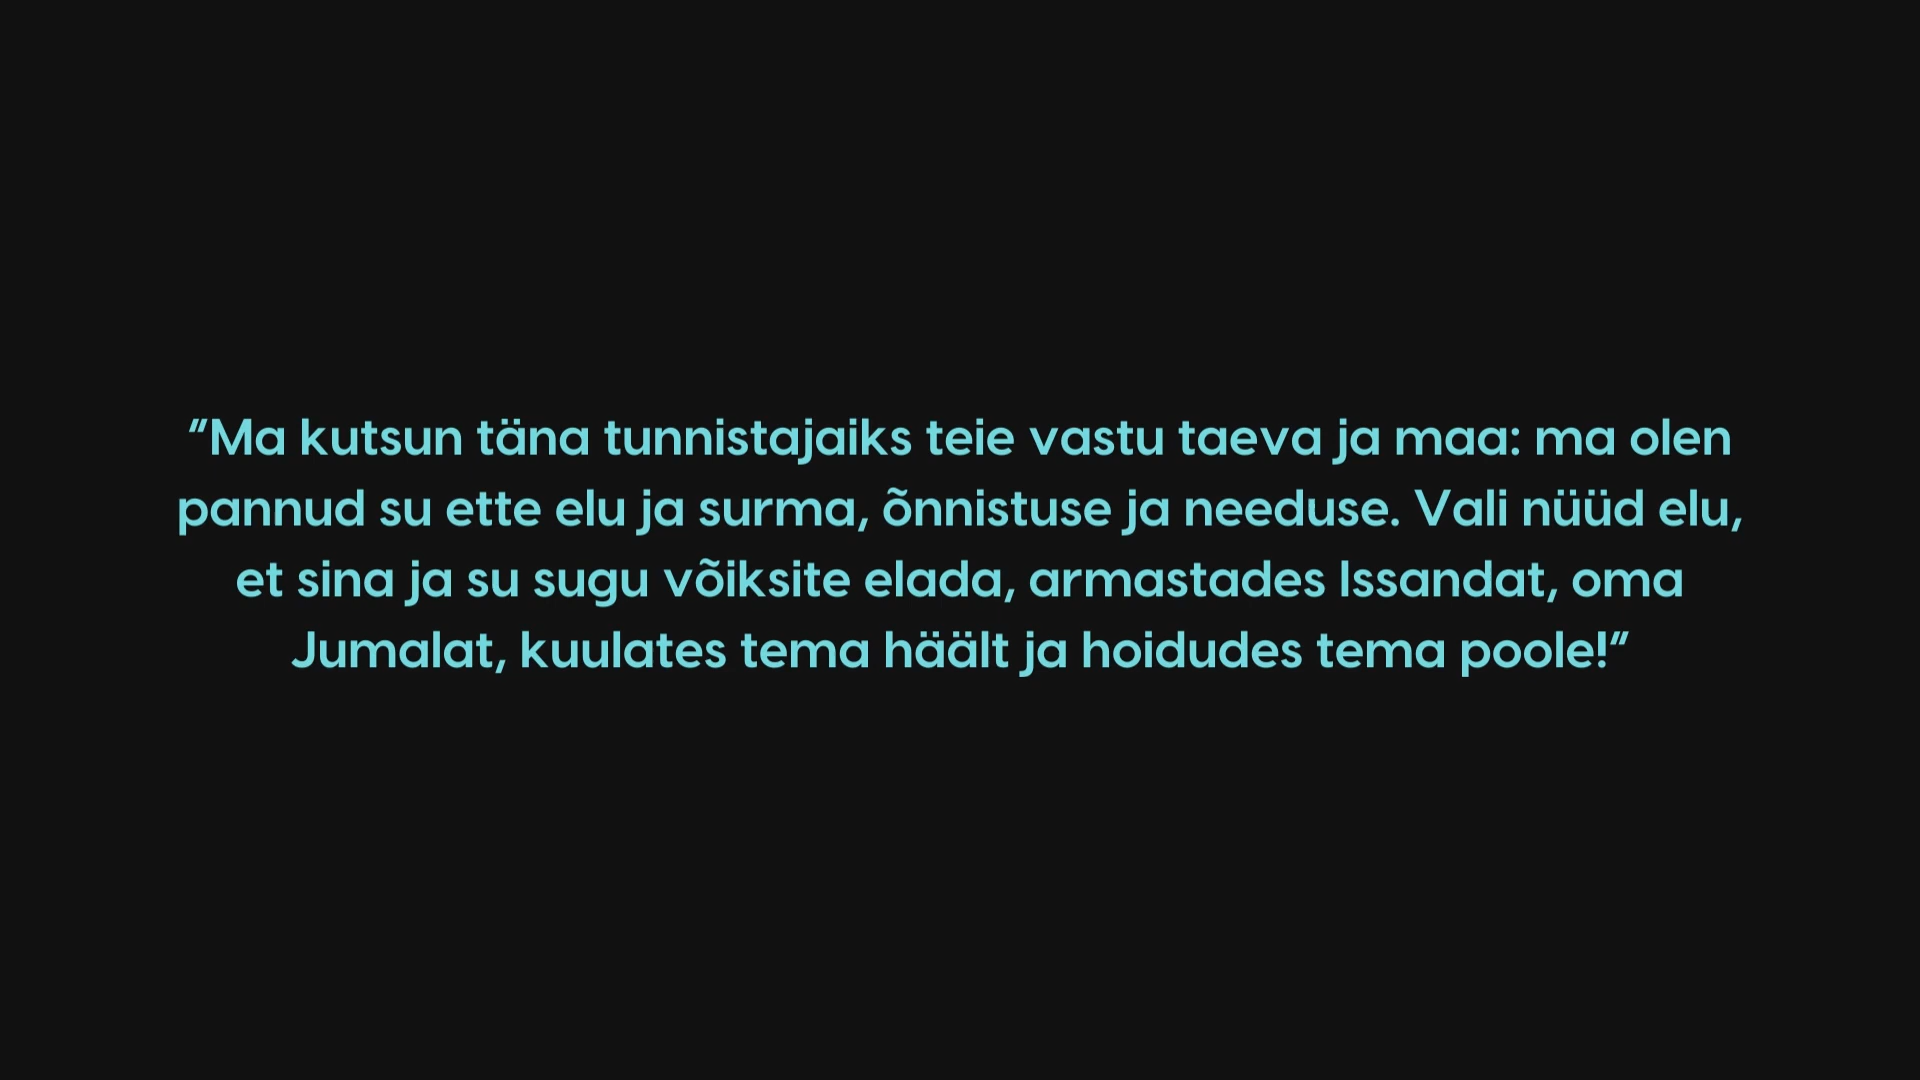 "Ma kutsun täna tunnistajaiks teie vastu taeva ja maa: ma olen
pannud su ette elu ja surma, õnnistuse ja needuse. Vali nüüd elu,
et sina ja su sugu võiksite elada, armastades Issandat, oma
Jumalat, kuulates tema häält ja hoidudes tema poole!"